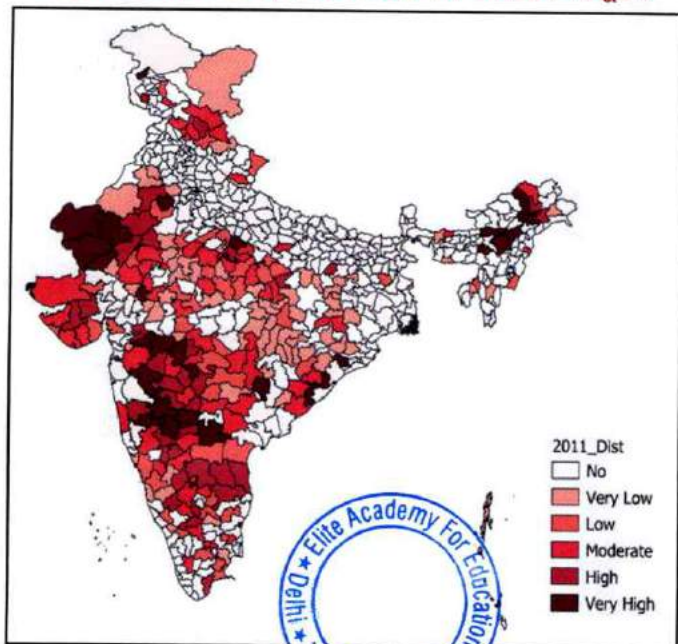 2011_Dist
No
Very Low
Low
Moderate
High
Very High
★ Delhi ★ Elite Academy For Education